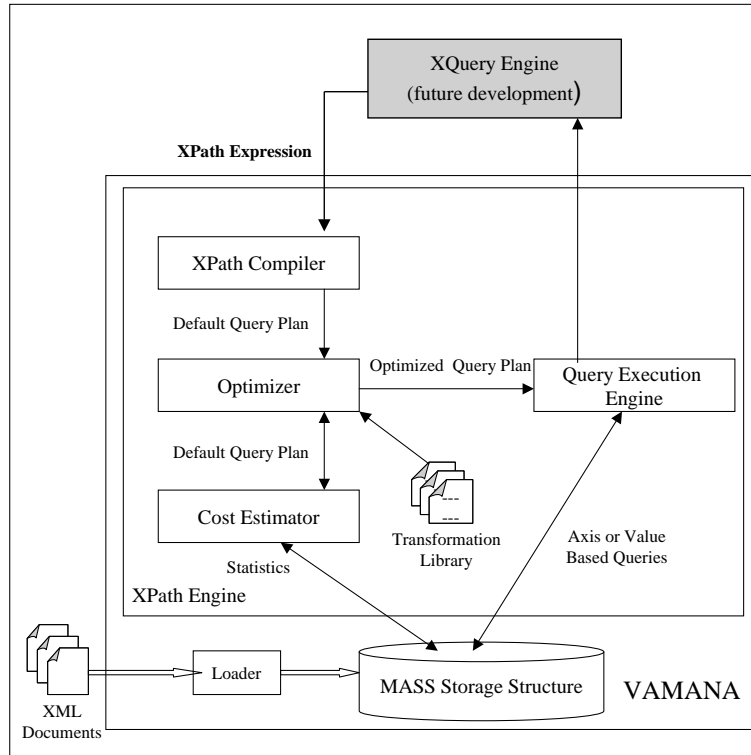 XQuery Engine
(future development)
XPath Expression
XPath Compiler
Default Query Plan
Optimizer
Optimized Query Plan
Query Execution
Engine
Default Query Plan
Cost Estimator
---
---
Transformation
Library
Axis or Value
Based Queries
Statistics
XPath Engine
XML
Documents
Loader
MASS Storage Structure
VAMANA